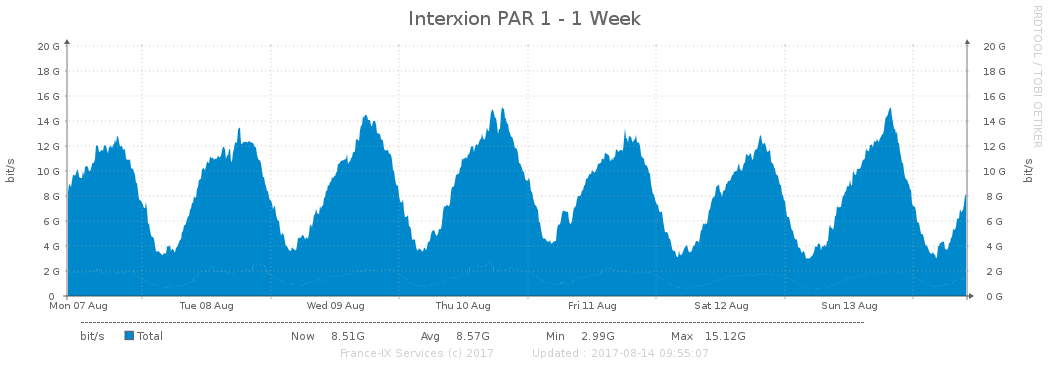 Interxion PAR 1 - 1 Week
RRDTOOL / TOBI OETIKER
20 G 20 G
18 G 18 G
16 G 16 G
14 G 14 G
12 G 12 G
10 G 10 G
8 G 8 G
6 G 6 G
4 G 4 G
2 G 2 G
0 0 G
bit/s
bit/s
Mon 07 Aug Tue 08 Aug Wed 09 Aug Thu 10 Aug Fri 11 Aug Sat 12 Aug Sun 13 Aug
bit/s Total Now 8.51G Avg 8.57G Min 2.99G Max 15.12G
France-IX Services (c) 2017 Updated : 2017-08-14 09:55:07